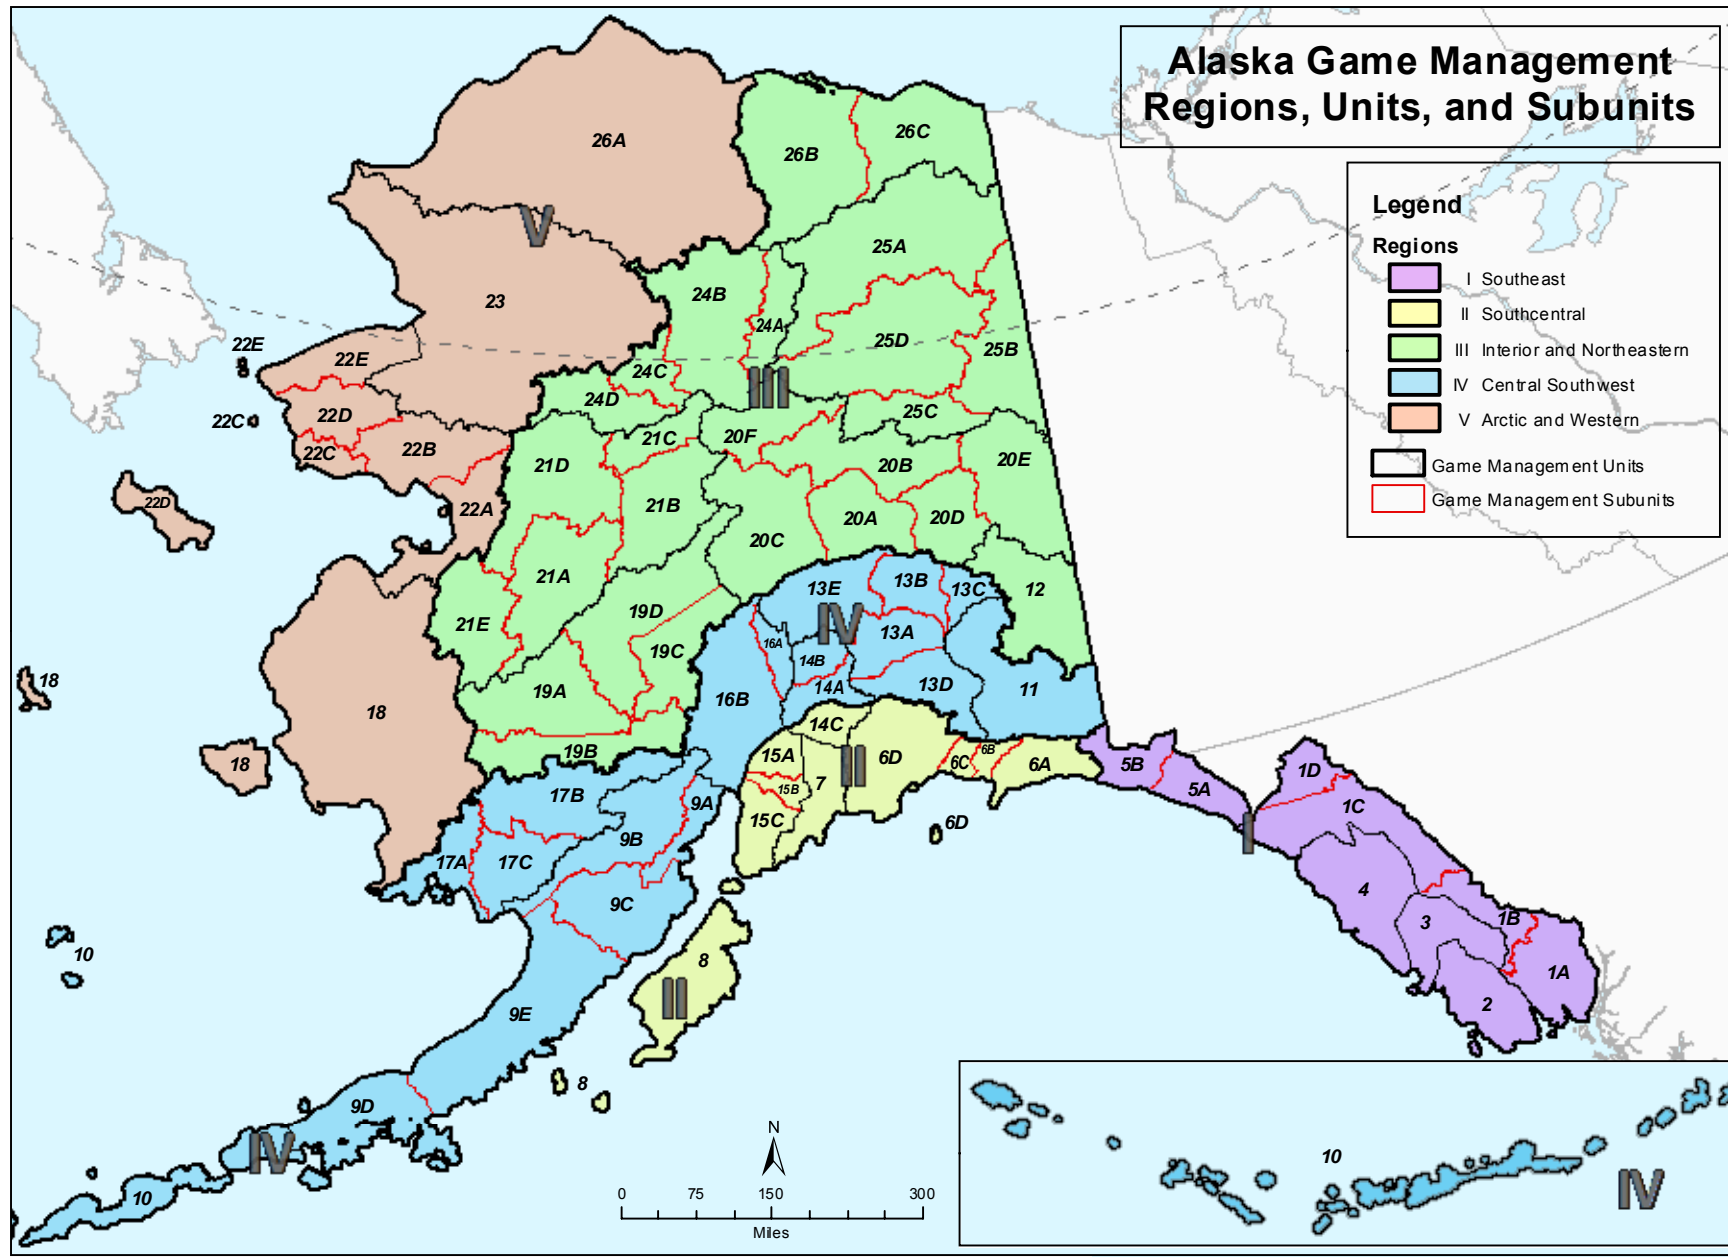 Alaska Game Management
Regions, Units, and Subunits
Legend
Regions
I Southeast
II Southcentral
III Interior and Northeastern
IV Central Southwest
V Arctic and Western
Game Management Units
Game Management Subunits
26A
26B
26C
V
25A
23
24B
24A
25D
25B
22E
22E
24C
III
24D
22D
22C
25C
21C
20F
22B
22C
21D
20B
20E
22D
22A
21B
20A
20D
20C
21A
13E
13B
13C
12
19D
IV
21E
13A
16A
19C
14B
18
19A
16B
14A
13D
11
18
14C
19B
15A
II
6D
6C
6B
6A
5B
18
7
15B
5A
1D
17B
9A
1C
15C
6D
I
9B
17A
17C
4
9C
3
1B
10
8
1A
II
9E
2
8
9D
IV
10
10
IV
N
0 75 150 300
Miles